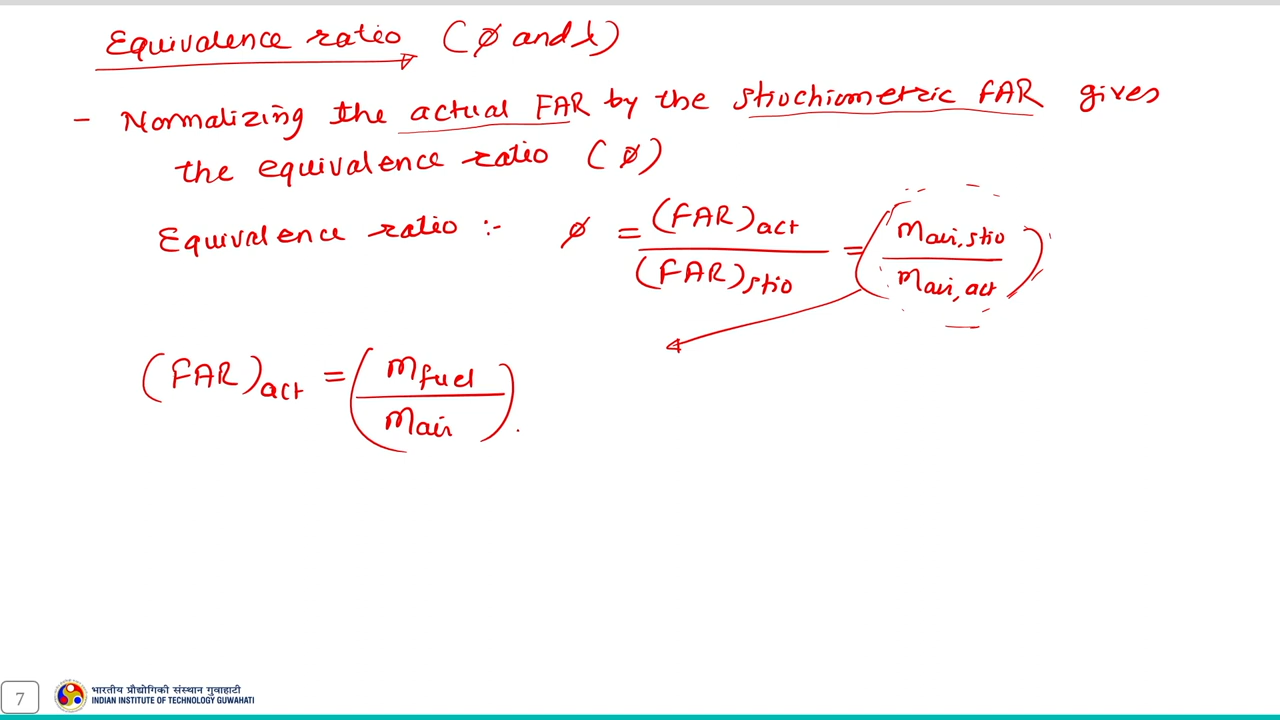 Equivalence ratio (ϕ and λ)
- Normalizing the actual FAR by the stiochiometric FAR gives
the equivalence ratio (ϕ)
Equivalence ratio :- ϕ = (FAR)act / (FAR)stio = (mair,stio / mair,act)
(FAR)act = (mfuel / mair)
7
भारतीय प्रौद्योगिकी संस्थान गुवाहाटी
INDIAN INSTITUTE OF TECHNOLOGY GUWAHATI